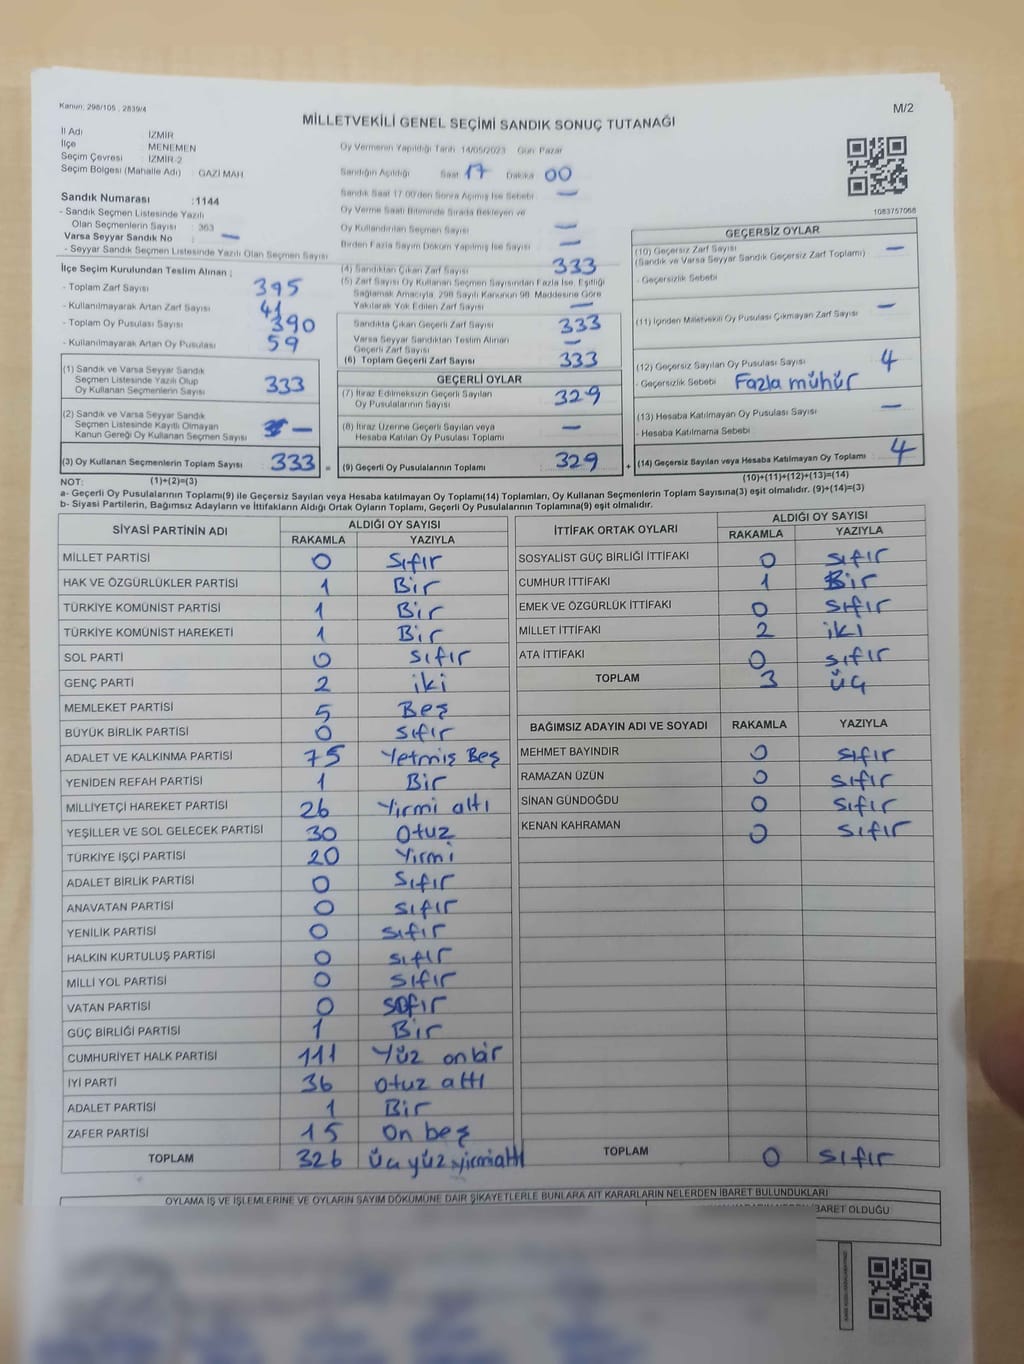 Kanun: 298/105 , 2839/4
M/2
MİLLETVEKİLİ GENEL SEÇİMİ SANDIK SONUÇ TUTANAĞI
İl Adı : İZMİR
İlçe : MENEMEN
Seçim Çevresi : İZMİR-2
Seçim Bölgesi (Mahalle Adı) : GAZİ MAH
Sandık Numarası :1144
- Sandık Seçmen Listesinde Yazılı
Olan Seçmenlerin Sayısı : 363
Varsa Seyyar Sandık No : —
- Seyyar Sandık Seçmen Listesinde Yazılı Olan Seçmen Sayısı
İlçe Seçim Kurulundan Teslim Alınan ;
- Toplam Zarf Sayısı 395
- Kullanılmayarak Artan Zarf Sayısı 41
- Toplam Oy Pusulası Sayısı 390
- Kullanılmayarak Artan Oy Pusulası 59
(1) Sandık ve Varsa Seyyar Sandık
Seçmen Listesinde Yazılı Olup
Oy Kullanan Seçmenlerin Sayısı 333
(2) Sandık ve Varsa Seyyar Sandık
Seçmen Listesinde Kayıtlı Olmayan
Kanun Gereği Oy Kullanan Seçmen Sayısı —
(3) Oy Kullanan Seçmenlerin Toplam Sayısı 333 =
Oy Vermenin Yapıldığı Tarih :14/05/2023 Gün: Pazar
Sandığın Açıldığı Saat 17 Dakika 00
Sandık Saat 17:00'den Sonra Açılmış İse Sebebi —
Oy Verme Saati Bitiminde Sırada Bekleyen ve
Oy Kullandırılan Seçmen Sayısı —
Birden Fazla Sayım Döküm Yapılmış İse Sayısı —
(4) Sandıktan Çıkan Zarf Sayısı 333
(5) Zarf Sayısı Oy Kullanan Seçmen Sayısından Fazla İse, Eşitliği
Sağlamak Amacıyla, 298 Sayılı Kanunun 98. Maddesine Göre
Yakılarak Yok Edilen Zarf Sayısı —
Sandıkta Çıkan Geçerli Zarf Sayısı 333
Varsa Seyyar Sandıktan Teslim Alınan
Geçerli Zarf Sayısı —
(6) Toplam Geçerli Zarf Sayısı 333
GEÇERLİ OYLAR
(7) İtiraz Edilmeksizin Geçerli Sayılan
Oy Pusulalarının Sayısı 329
(8) İtiraz Üzerine Geçerli Sayılan veya
Hesaba Katılan Oy Pusulası Toplamı —
(9) Geçerli Oy Pusulalarının Toplamı : 329 +
1083757068
GEÇERSİZ OYLAR
(10) Geçersiz Zarf Sayısı —
(Sandık ve Varsa Seyyar Sandık Geçersiz Zarf Toplamı)
- Geçersizlik Sebebi
(11) İçinden Milletvekili Oy Pusulası Çıkmayan Zarf Sayısı —
(12) Geçersiz Sayılan Oy Pusulası Sayısı 4
- Geçersizlik Sebebi Fazla mühür
(13) Hesaba Katılmayan Oy Pusulası Sayısı —
- Hesaba Katılmama Sebebi
(14) Geçersiz Sayılan veya Hesaba Katılmayan Oy Toplamı : 4
NOT: (1)+(2)=(3) (10)+(11)+(12)+(13)=(14)
a- Geçerli Oy Pusulalarının Toplamı(9) ile Geçersiz Sayılan veya Hesaba katılmayan Oy Toplamı(14) Toplamları, Oy Kullanan Seçmenlerin Toplam Sayısına(3) eşit olmalıdır. (9)+(14)=(3)
b- Siyasi Partilerin, Bağımsız Adayların ve İttifakların Aldığı Ortak Oyların Toplamı, Geçerli Oy Pusulalarının Toplamına(9) eşit olmalıdır.
SİYASİ PARTİNİN ADI ALDIĞI OY SAYISI
RAKAMLA YAZIYLA
MİLLET PARTİSİ 0 sıfır
HAK VE ÖZGÜRLÜKLER PARTİSİ 1 Bir
TÜRKİYE KOMÜNİST PARTİSİ 1 Bir
TÜRKİYE KOMÜNİST HAREKETİ 1 Bir
SOL PARTİ 0 sıfır
GENÇ PARTİ 2 iki
MEMLEKET PARTİSİ 5 Beş
BÜYÜK BİRLİK PARTİSİ 0 sıfır
ADALET VE KALKINMA PARTİSİ 75 Yetmiş Beş
YENİDEN REFAH PARTİSİ 1 Bir
MİLLİYETÇİ HAREKET PARTİSİ 26 Yirmi altı
YEŞİLLER VE SOL GELECEK PARTİSİ 30 Otuz
TÜRKİYE İŞÇİ PARTİSİ 20 Yirmi
ADALET BİRLİK PARTİSİ 0 Sıfır
ANAVATAN PARTİSİ 0 sıfır
YENİLİK PARTİSİ 0 sıfır
HALKIN KURTULUŞ PARTİSİ 0 sıfır
MİLLİ YOL PARTİSİ 0 sıfır
VATAN PARTİSİ 0 sıfır
GÜÇ BİRLİĞİ PARTİSİ 1 Bir
CUMHURİYET HALK PARTİSİ 111 Yüz onbir
İYİ PARTİ 36 otuz altı
ADALET PARTİSİ 1 Bir
ZAFER PARTİSİ 15 On beş
TOPLAM 326 üç yüz yirmialtı
İTTİFAK ORTAK OYLARI ALDIĞI OY SAYISI
RAKAMLA YAZIYLA
SOSYALİST GÜÇ BİRLİĞİ İTTİFAKI 0 sıfır
CUMHUR İTTİFAKI 1 Bir
EMEK VE ÖZGÜRLÜK İTTİFAKI 0 sıfır
MİLLET İTTİFAKI 2 iki
ATA İTTİFAKI 0 sıfır
TOPLAM 3 üç
BAĞIMSIZ ADAYIN ADI VE SOYADI RAKAMLA YAZIYLA
MEHMET BAYINDIR 0 sıfır
RAMAZAN ÜZÜN 0 sıfır
SİNAN GÜNDOĞDU 0 sıfır
KENAN KAHRAMAN 0 sıfır
TOPLAM 0 sıfır
OYLAMA İŞ VE İŞLEMLERİNE VE OYLARIN SAYIM DÖKÜMÜNE DAİR ŞİKAYETLERLE BUNLARA AİT KARARLARIN NELERDEN İBARET BULUNDUKLARI
İBARET OLDUĞU